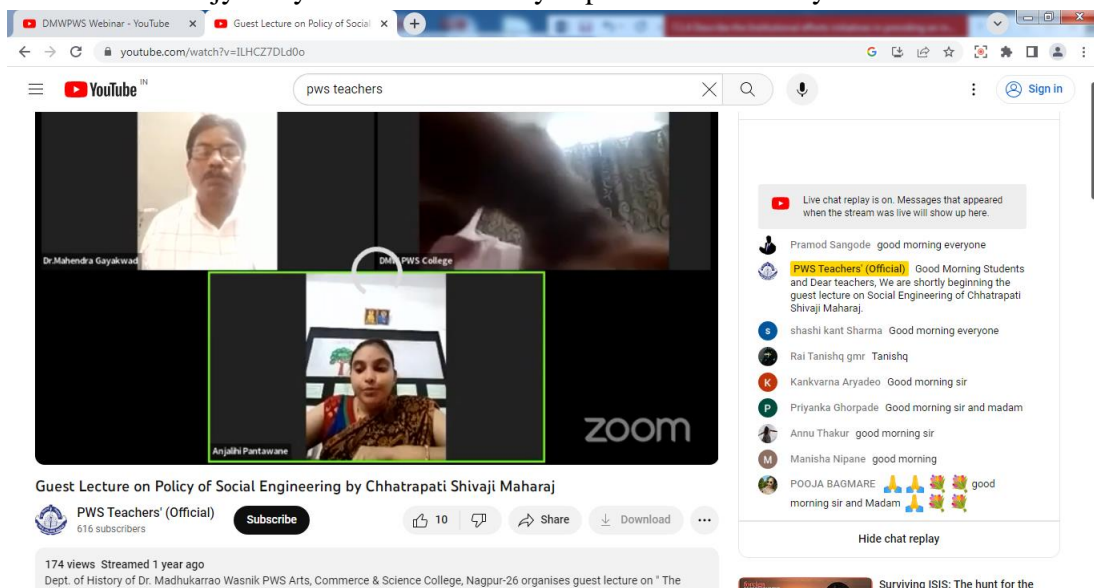 DMWPWS Webinar - YouTube
Guest Lecture on Policy of Social
youtube.com/watch?v=ILHCZ7DLd0o
YouTube IN
pws teachers
Sign in
Dr.Mahendra Gayakwad
DMW PWS College
Anjalihi Pantawane
zoom
Guest Lecture on Policy of Social Engineering by Chhatrapati Shivaji Maharaj
PWS Teachers' (Official)
616 subscribers
Subscribe
10
Share
Download
174 views Streamed 1 year ago
Dept. of History of Dr. Madhukarrao Wasnik PWS Arts, Commerce & Science College, Nagpur-26 organises guest lecture on " The
Live chat replay is on. Messages that appeared
when the stream was live will show up here.
Pramod Sangode good morning everyone
PWS Teachers' (Official) Good Morning Students
and Dear teachers, We are shortly beginning the
guest lecture on Social Engineering of Chhatrapati
Shivaji Maharaj.
S shashi kant Sharma Good morning everyone
Rai Tanishq gmr Tanishq
K Kankvarna Aryadeo Good morning sir
P Priyanka Ghorpade Good morning sir and madam
Annu Thakur good morning sir
M Manisha Nipane good morning
POOJA BAGMARE 🙏🙏💐💐 good
morning sir and Madam 🙏💐💐
Hide chat replay
Surviving ISIS: The hunt for the